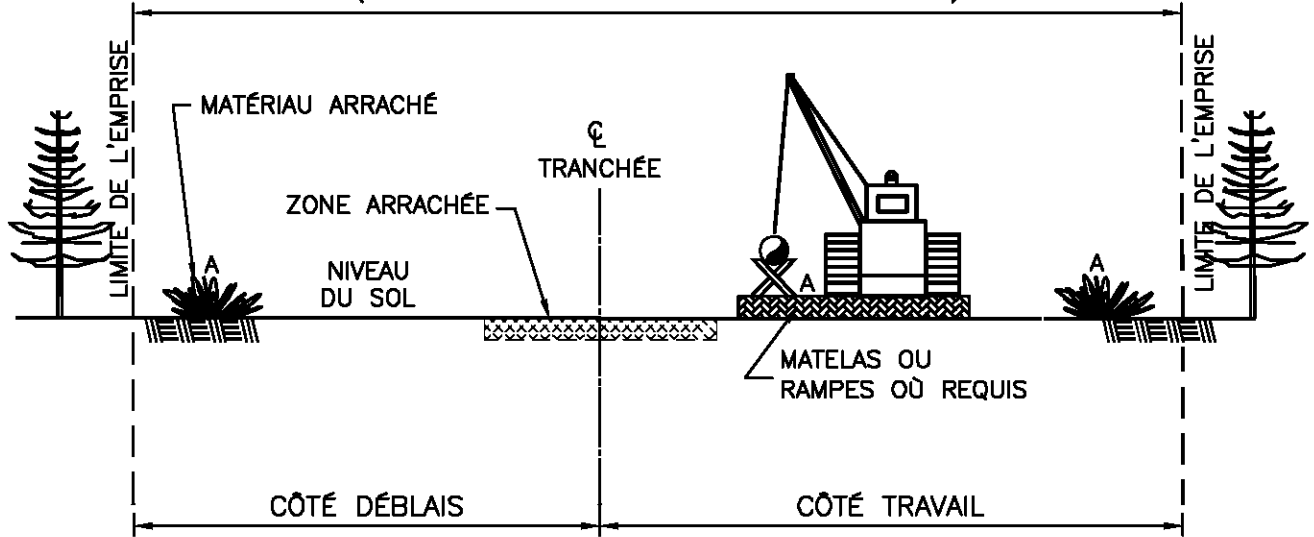 LIMITE DE L'EMPRISE
MATÉRIAU ARRACHÉ
℄
TRANCHÉE
ZONE ARRACHÉE
LIMITE DE L'EMPRISE
A
NIVEAU
DU SOL
A
A
MATELAS OU
RAMPES OÙ REQUIS
CÔTÉ DÉBLAIS
CÔTÉ TRAVAIL